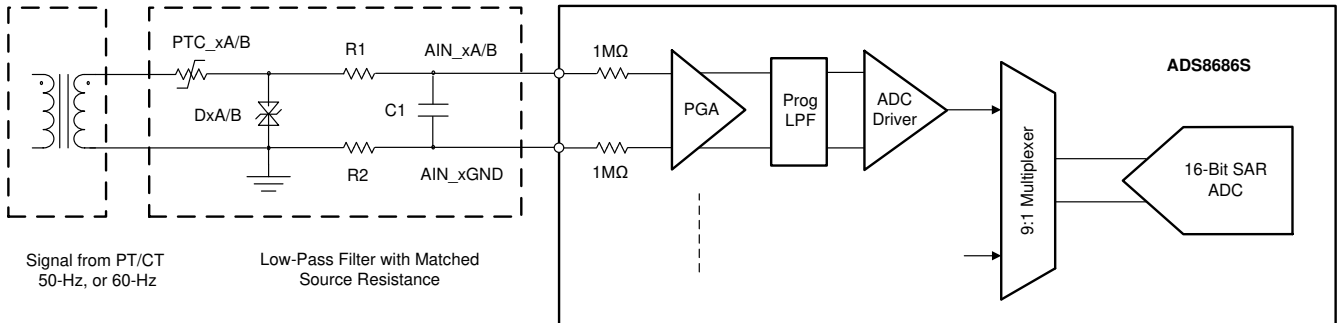 PTC_xA/B
R1
AIN_xA/B
DxA/B
C1
R2
AIN_xGND
Signal from PT/CT
50-Hz, or 60-Hz
Low-Pass Filter with Matched
Source Resistance
1MΩ
1MΩ
PGA
Prog
LPF
ADC
Driver
9:1 Multiplexer
ADS8686S
16-Bit SAR
ADC